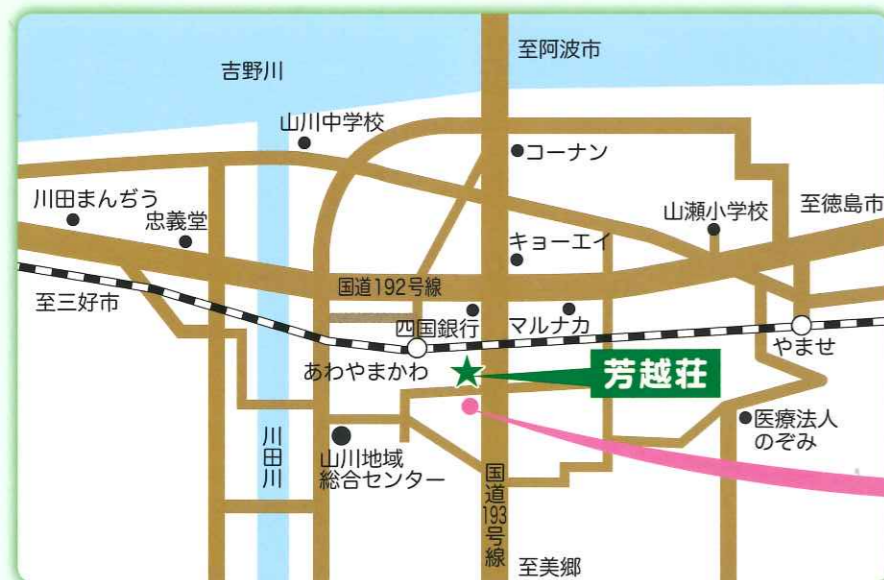 至阿波市
吉野川
山川中学校
コーナン
川田まんぢう
忠義堂
山瀬小学校
至徳島市
キョーエイ
国道192号線
至三好市
四国銀行
マルナカ
やませ
あわやまかわ
芳越荘
医療法人
のぞみ
川田川
山川地域
総合センター
国道193号線
至美郷